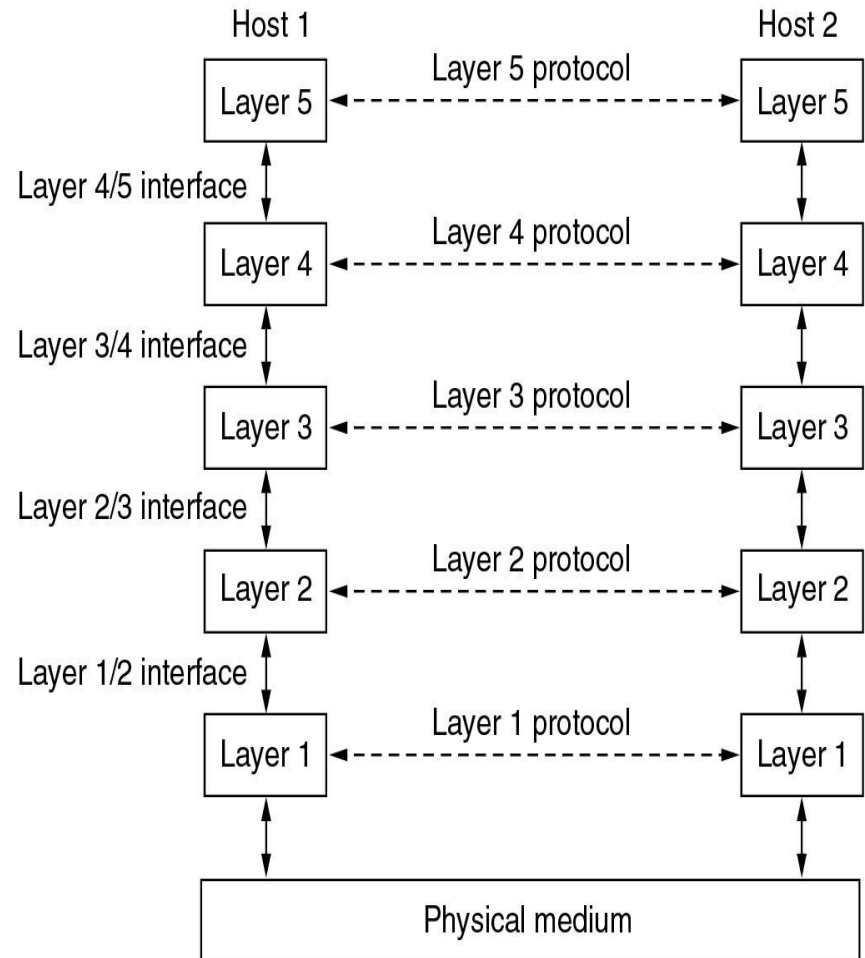 Host 1
Host 2
Layer 5 protocol
Layer 5
Layer 5
Layer 4/5 interface
Layer 4 protocol
Layer 4
Layer 4
Layer 3/4 interface
Layer 3 protocol
Layer 3
Layer 3
Layer 2/3 interface
Layer 2 protocol
Layer 2
Layer 2
Layer 1/2 interface
Layer 1 protocol
Layer 1
Layer 1
Physical medium